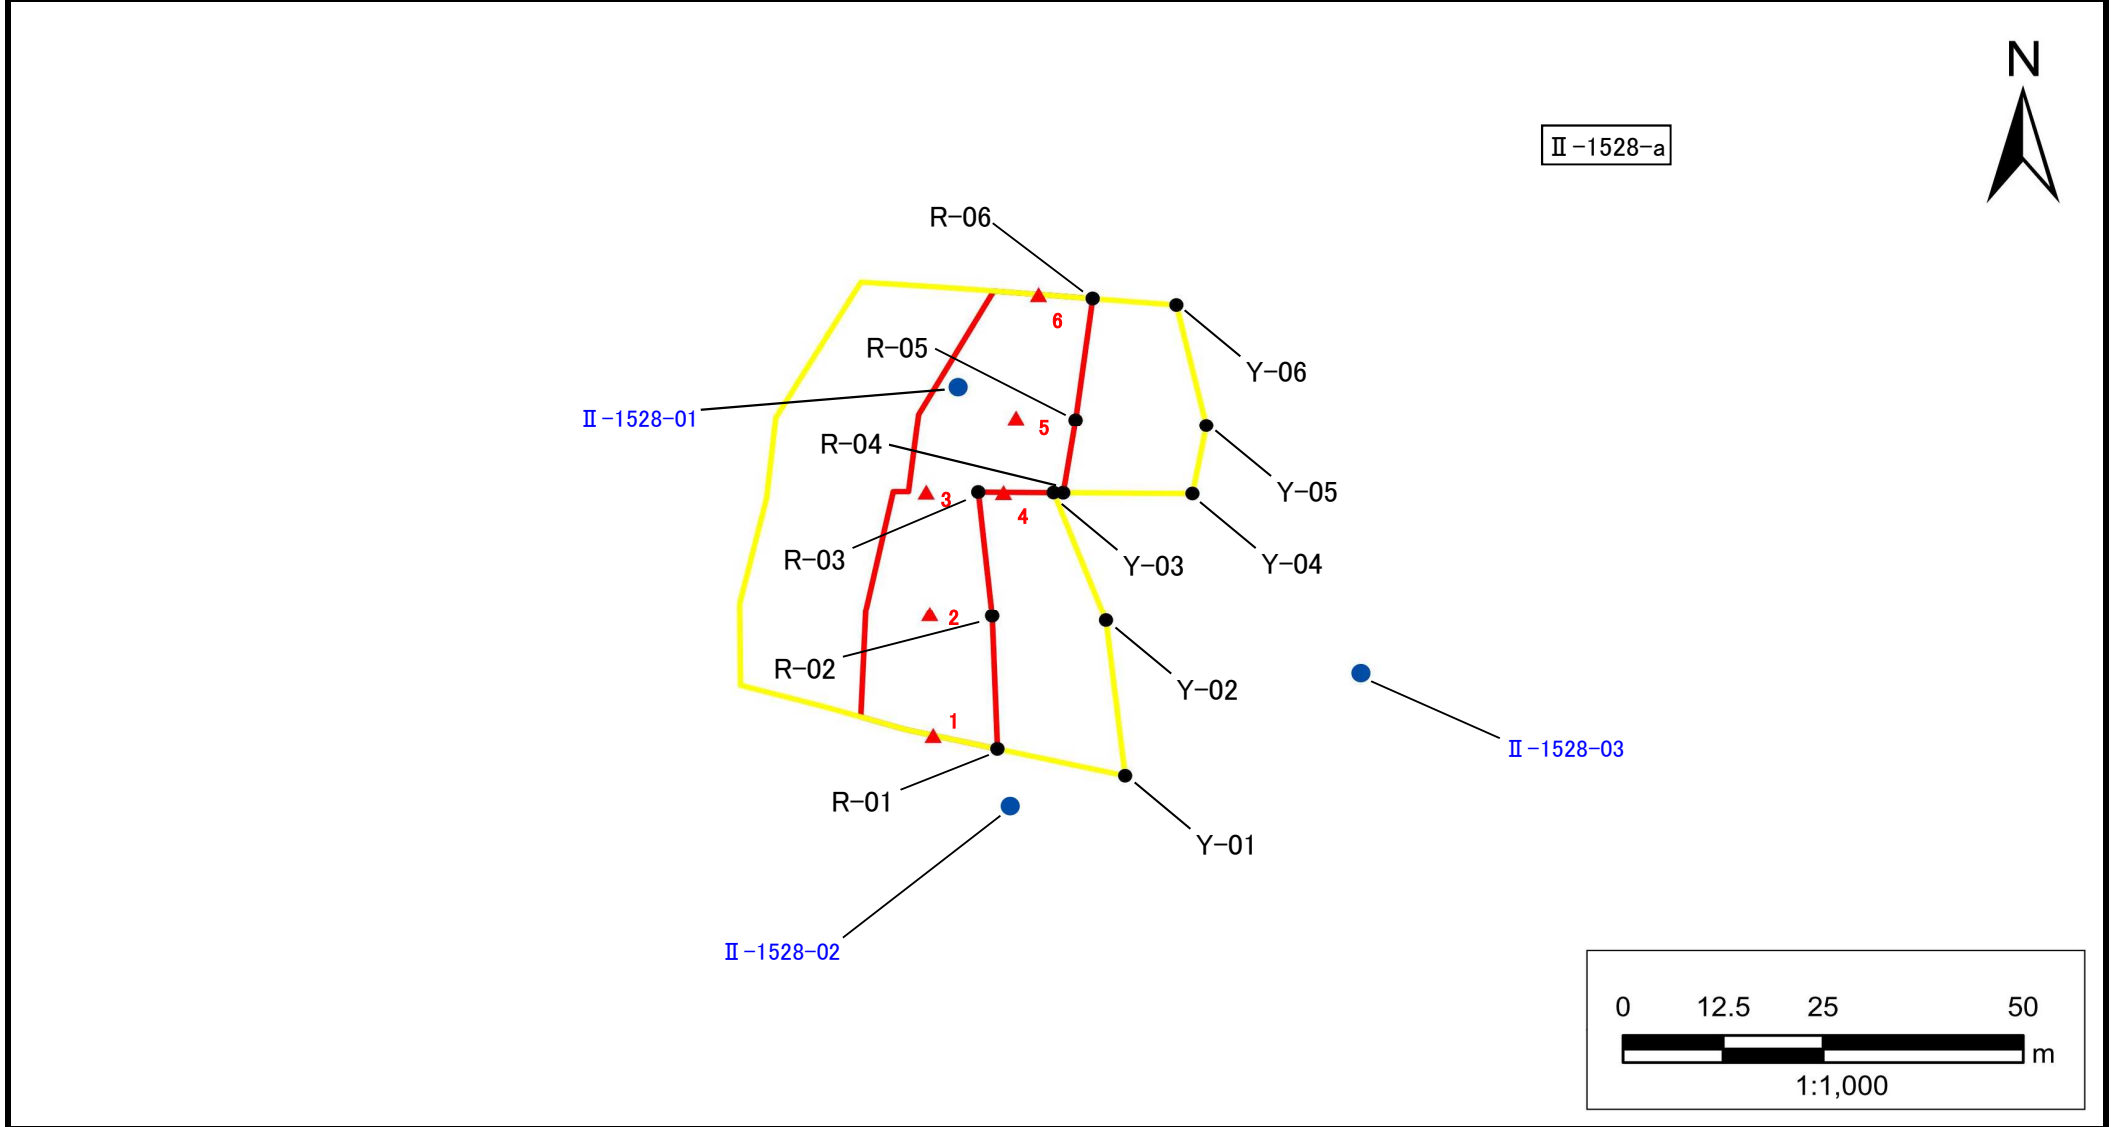 N
Ⅱ-1528-a
R-06
6
R-05
Y-06
Ⅱ-1528-01
5
R-04
3
Y-05
4
R-03
Y-03
Y-04
2
R-02
Y-02
1
Ⅱ-1528-03
R-01
Y-01
Ⅱ-1528-02
0 12.5 25 50
m
1:1,000